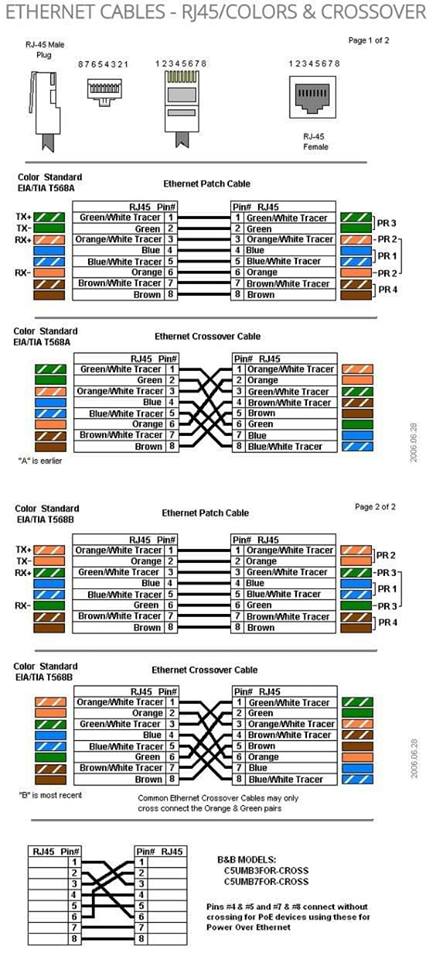 ETHERNET CABLES - RJ45/COLORS & CROSSOVER
Page 1 of 2
RJ-45 Male
Plug
87654321
12345678
12345678
RJ-45
Female
Color Standard
EIA/TIA T568A
Ethernet Patch Cable
RJ45 Pin# Pin# RJ45
TX+ Green/White Tracer 1 1 Green/White Tracer PR 3
TX- Green 2 2 Green
RX+ Orange/White Tracer 3 3 Orange/White Tracer PR 2
Blue 4 4 Blue PR 1
Blue/White Tracer 5 5 Blue/White Tracer
RX- Orange 6 6 Orange PR 2
Brown/White Tracer 7 7 Brown/White Tracer PR 4
Brown 8 8 Brown
Color Standard
EIA/TIA T568A
Ethernet Crossover Cable
RJ45 Pin# Pin# RJ45
Green/White Tracer 1 1 Orange/White Tracer
Green 2 2 Orange
Orange/White Tracer 3 3 Green/White Tracer
Blue 4 4 Brown/White Tracer
Blue/White Tracer 5 5 Brown
Orange 6 6 Green
Brown/White Tracer 7 7 Blue
Brown 8 8 Blue/White Tracer
"A" is earlier
2006.06.28
Color Standard
EIA/TIA T568B
Page 2 of 2
Ethernet Patch Cable
RJ45 Pin# Pin# RJ45
TX+ Orange/White Tracer 1 1 Orange/White Tracer PR 2
TX- Orange 2 2 Orange
RX+ Green/White Tracer 3 3 Green/White Tracer PR 3
Blue 4 4 Blue PR 1
Blue/White Tracer 5 5 Blue/White Tracer
RX- Green 6 6 Green PR 3
Brown/White Tracer 7 7 Brown/White Tracer PR 4
Brown 8 8 Brown
Color Standard
EIA/TIA T568B
Ethernet Crossover Cable
RJ45 Pin# Pin# RJ45
Orange/White Tracer 1 1 Green/White Tracer
Orange 2 2 Green
Green/White Tracer 3 3 Orange/White Tracer
Blue 4 4 Brown/White Tracer
Blue/White Tracer 5 5 Brown
Green 6 6 Orange
Brown/White Tracer 7 7 Blue
Brown 8 8 Blue/White Tracer
"B" is most recent
Common Ethernet Crossover Cables may only
cross connect the Orange & Green pairs
2006.06.28
RJ45 Pin# Pin# RJ45
1 1
2 2
3 3
4 4
5 5
6 6
7 7
8 8
B&B MODELS:
C5UMB3FOR-CROSS
C5UMB7FOR-CROSS
Pins #4 & #5 and #7 & #8 connect without
crossing for PoE devices using these for
Power Over Ethernet